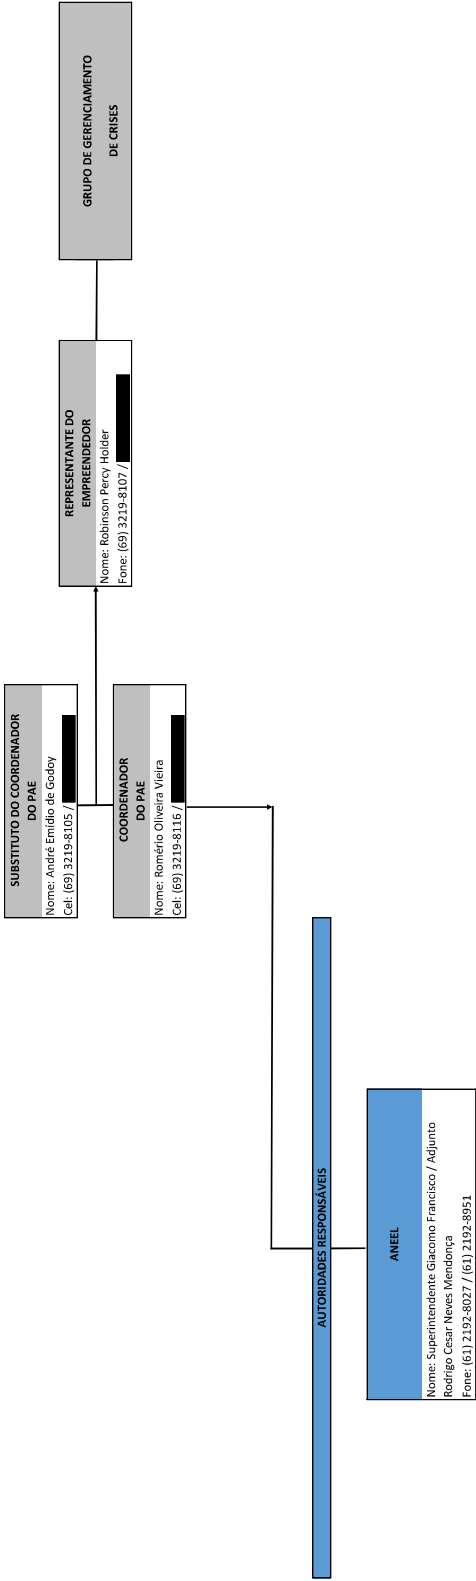 GRUPO DE GERENCIAMENTO
DE CRISES
REPRESENTANTE DO
EMPREENDEDOR
Nome: Robinson Percy Holder
Fone: (69) 3219-8107 /
SUBSTITUTO DO COORDENADOR
DO PAE
Nome: André Emídio de Godoy
Cel: (69) 3219-8105 /
COORDENADOR
DO PAE
Nome: Romério Oliveira Vieira
Cel: (69) 3219-8116 /
AUTORIDADES RESPONSÁVEIS
ANEEL
Nome: Superintendente Giacomo Francisco / Adjunto
Rodrigo Cesar Neves Mendonça
Fone: (61) 2192-8027 / (61) 2192-8951